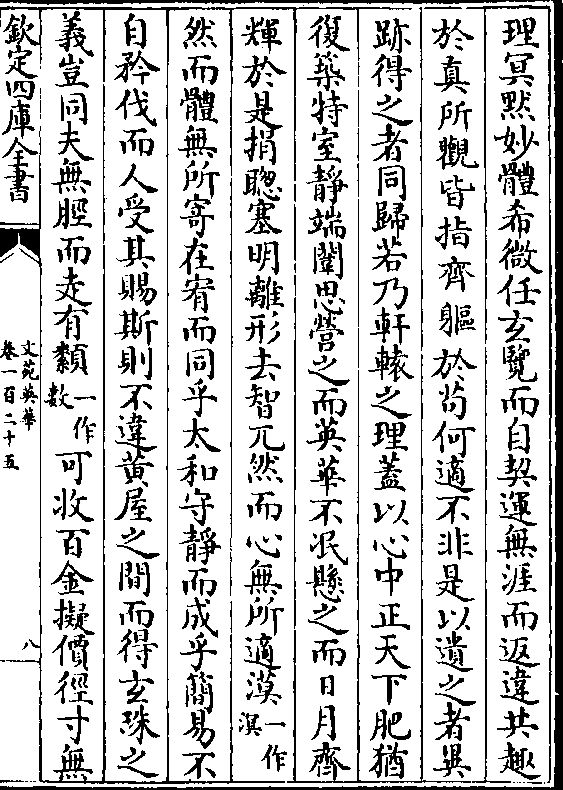 理冥默妙體希微任玄覽而自契運無涯而返違其趣
於真所觀皆指齊軀於茍何適不非是以遺之者異
跡得之者同歸若乃軒轅之理蓋以心中正天下肥猶
復築特室靜端闈思營之而英華不泯懸之而日月齊
輝於是捐聰塞明離形去智兀然而心無所適漠一作溟
然而體無所寄在宥而同乎太和守靜而成乎簡易不
自矜伐而人受其賜斯則不違黃屋之間而得玄珠之
義豈同夫無脛而走有纇一作數可收百金擬價徑寸無
欽定四庫全書
文苑英華
卷一百二十五
八